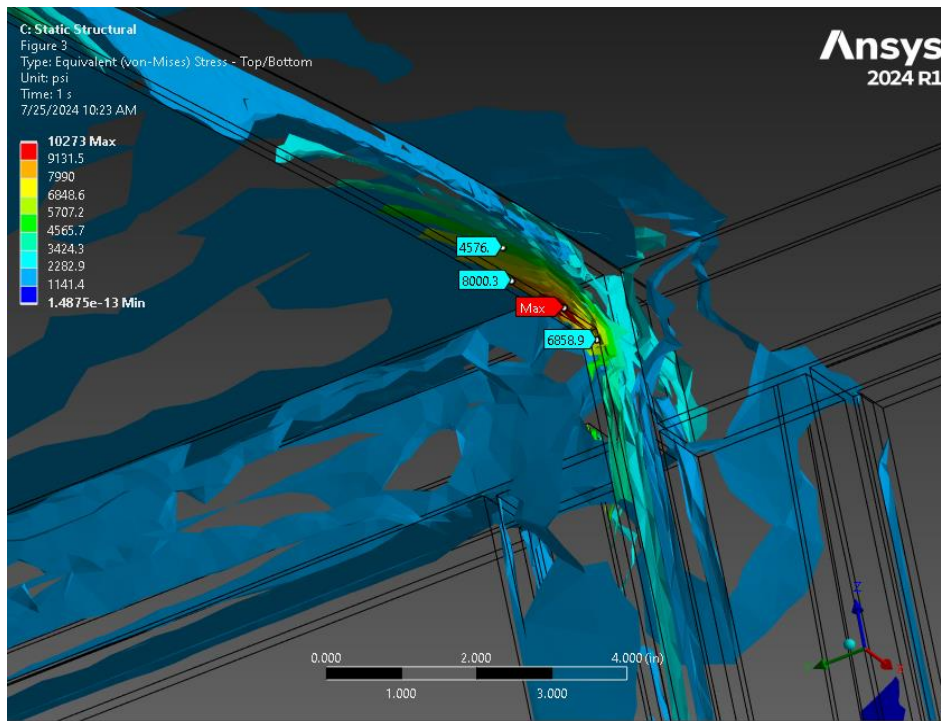 C: Static Structural
Figure 3
Type: Equivalent (von-Mises) Stress - Top/Bottom
Unit: psi
Time: 1 s
7/25/2024 10:23 AM
Ansys
2024 R1
10273 Max
9131.5
7990
6848.6
5707.2
4565.7
3424.3
2282.9
1141.4
1.4875e-13 Min
4576.
8000.3
Max
6858.9
0.000 2.000 4.000 (in)
1.000 3.000
Z